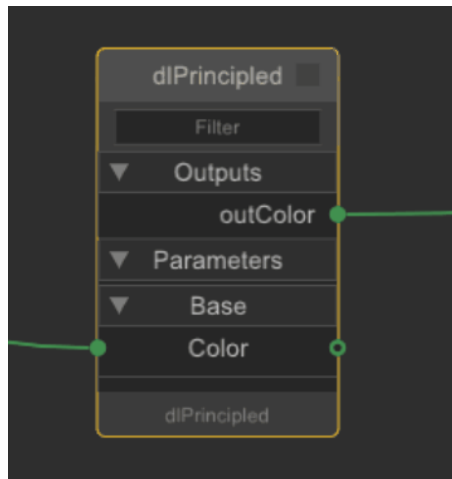 dlPrincipled
Filter
Outputs
outColor
Parameters
Base
Color
dlPrincipled